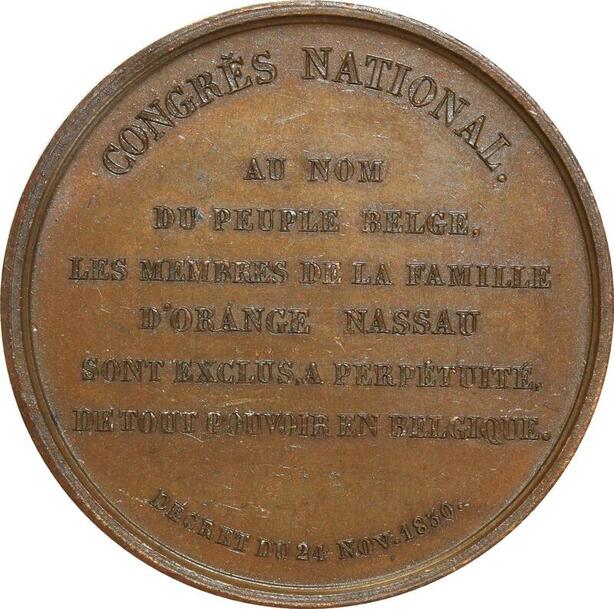 CONGRÈS NATIONAL.
AU NOM
DU PEUPLE BELGE,
LES MEMBRES DE LA FAMILLE
D'ORANGE NASSAU
SONT EXCLUS, A PERPÉTUITÉ,
DE TOUT POUVOIR EN BELGIQUE.
DÉCRET DU 24 NOV. 1830.